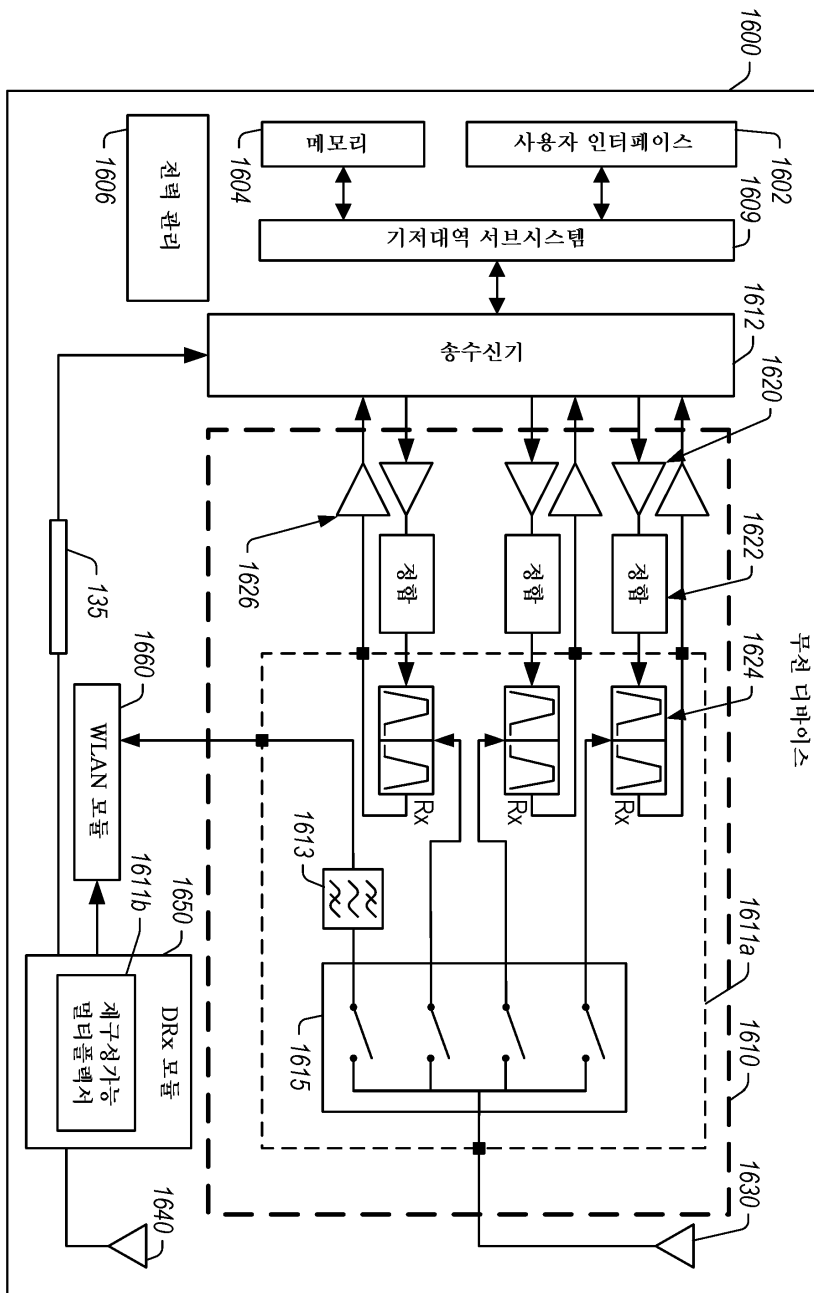 무선 디바이스
1600
사용자 인터페이스
1602
메모리
1604
전력 관리
1606
기저대역 서브시스템
1609
송수신기
1612
1620
1622
1624
1626
정합
정합
정합
Rx
Rx
Rx
1611a
1610
1613
1615
1630
135
WLAN 모듈
1660
DRx 모듈
1650
재구성가능
멀티플렉서
1611b
1640